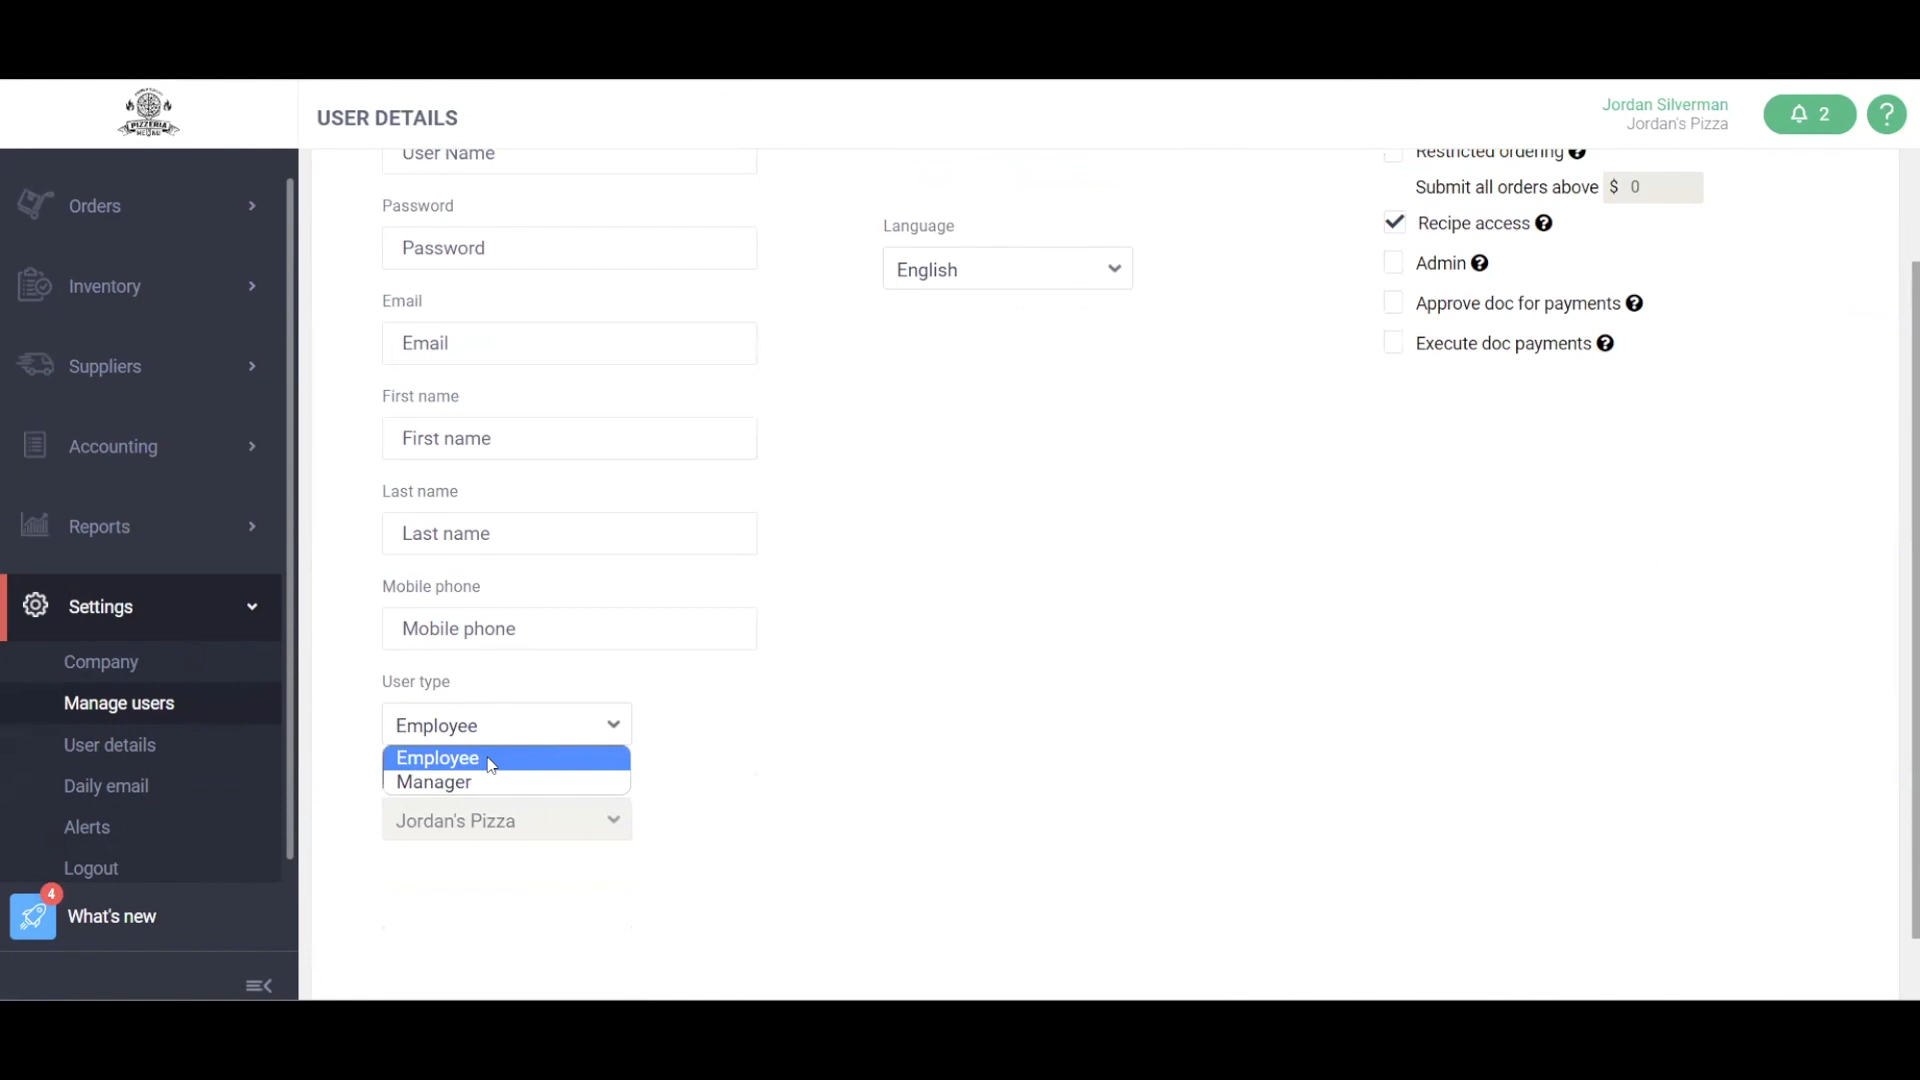 PIZZERIA
USER DETAILS
Jordan Silverman
Jordan's Pizza
2
?
Orders
Inventory
Suppliers
Accounting
Reports
Settings
Company
Manage users
User details
Daily email
Alerts
Logout
4
What's new
User Name
Password
Password
Email
Email
First name
First name
Last name
Last name
Mobile phone
Mobile phone
User type
Employee
Employee
Manager
Jordan's Pizza
Language
English
Restricted ordering ?
Submit all orders above $ 0
Recipe access ?
Admin ?
Approve doc for payments ?
Execute doc payments ?